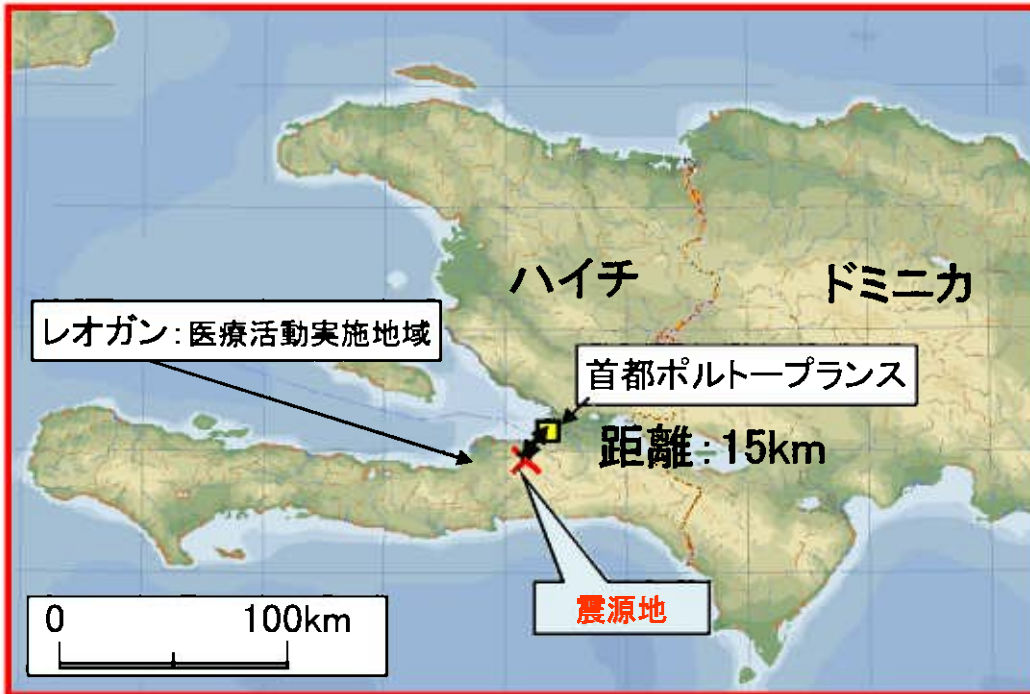 ハイチ
ドミニカ
レオガン：医療活動実施地域
首都ポルトープランス
距離：15km
震源地
0 100km